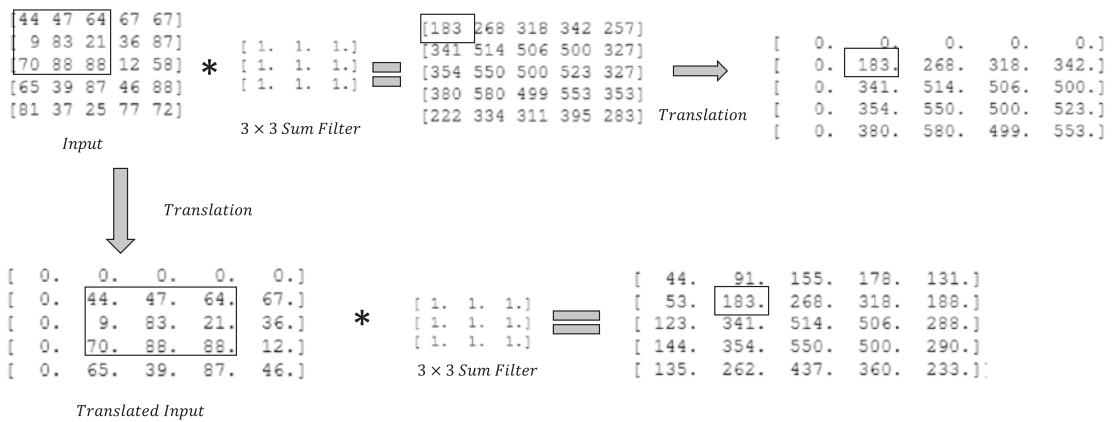 [44 47 64 67 67]
[ 9 83 21 36 87]
[70 88 88 12 58]
[65 39 87 46 88]
[81 37 25 77 72]
Input
*
[ 1. 1. 1.]
[ 1. 1. 1.]
[ 1. 1. 1.]
3 × 3 Sum Filter
[183 268 318 342 257]
[341 514 506 500 327]
[354 550 500 523 327]
[380 580 499 553 353]
[222 334 311 395 283]
Translation
[ 0. 0. 0. 0. 0.]
[ 0. 183. 268. 318. 342.]
[ 0. 341. 514. 506. 500.]
[ 0. 354. 550. 500. 523.]
[ 0. 380. 580. 499. 553.]
Translation
[ 0. 0. 0. 0. 0.]
[ 0. 44. 47. 64. 67.]
[ 0. 9. 83. 21. 36.]
[ 0. 70. 88. 88. 12.]
[ 0. 65. 39. 87. 46.]
Translated Input
*
[ 1. 1. 1.]
[ 1. 1. 1.]
[ 1. 1. 1.]
3 × 3 Sum Filter
[ 44. 91. 155. 178. 131.]
[ 53. 183. 268. 318. 188.]
[ 123. 341. 514. 506. 288.]
[ 144. 354. 550. 500. 290.]
[ 135. 262. 437. 360. 233.]